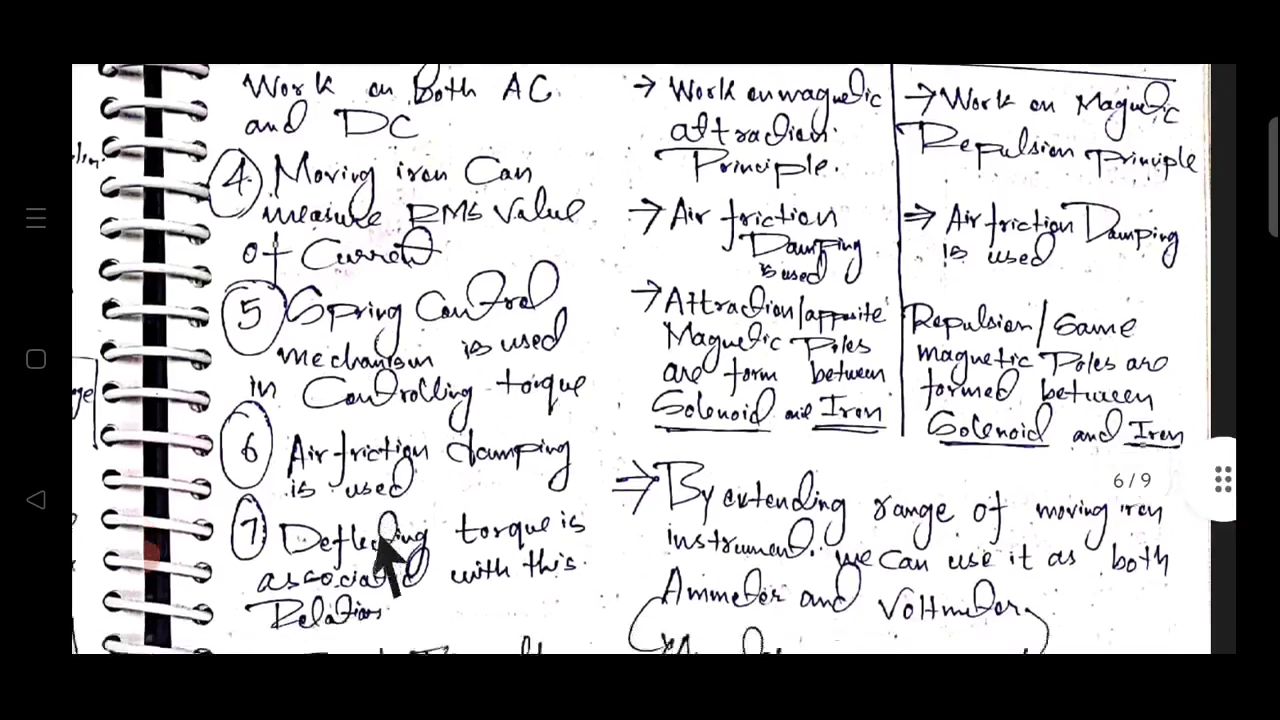 Work on Both AC
and DC
4 Moving iron Can
measure RMS Value
of Current
5 Spring Control
mechanism is used
in Controlling torque
6 Air friction damping
is used
7 Deflecting torque is
associated with this
Relation
→ Work on magnetic
attraction
Principle.
→ Air friction
Damping
is used
→ Attraction/opposite
Magnetic Poles
are form between
Solenoid and Iron
→ Work on Magnetic
Repulsion principle
⇒ Air friction Damping
is used
Repulsion/Same
magnetic Poles are
formed between
Solenoid and Iron
⇒ By extending range of moving iron
instrument. we can use it as both
Ammeter and Voltmeter
6/9